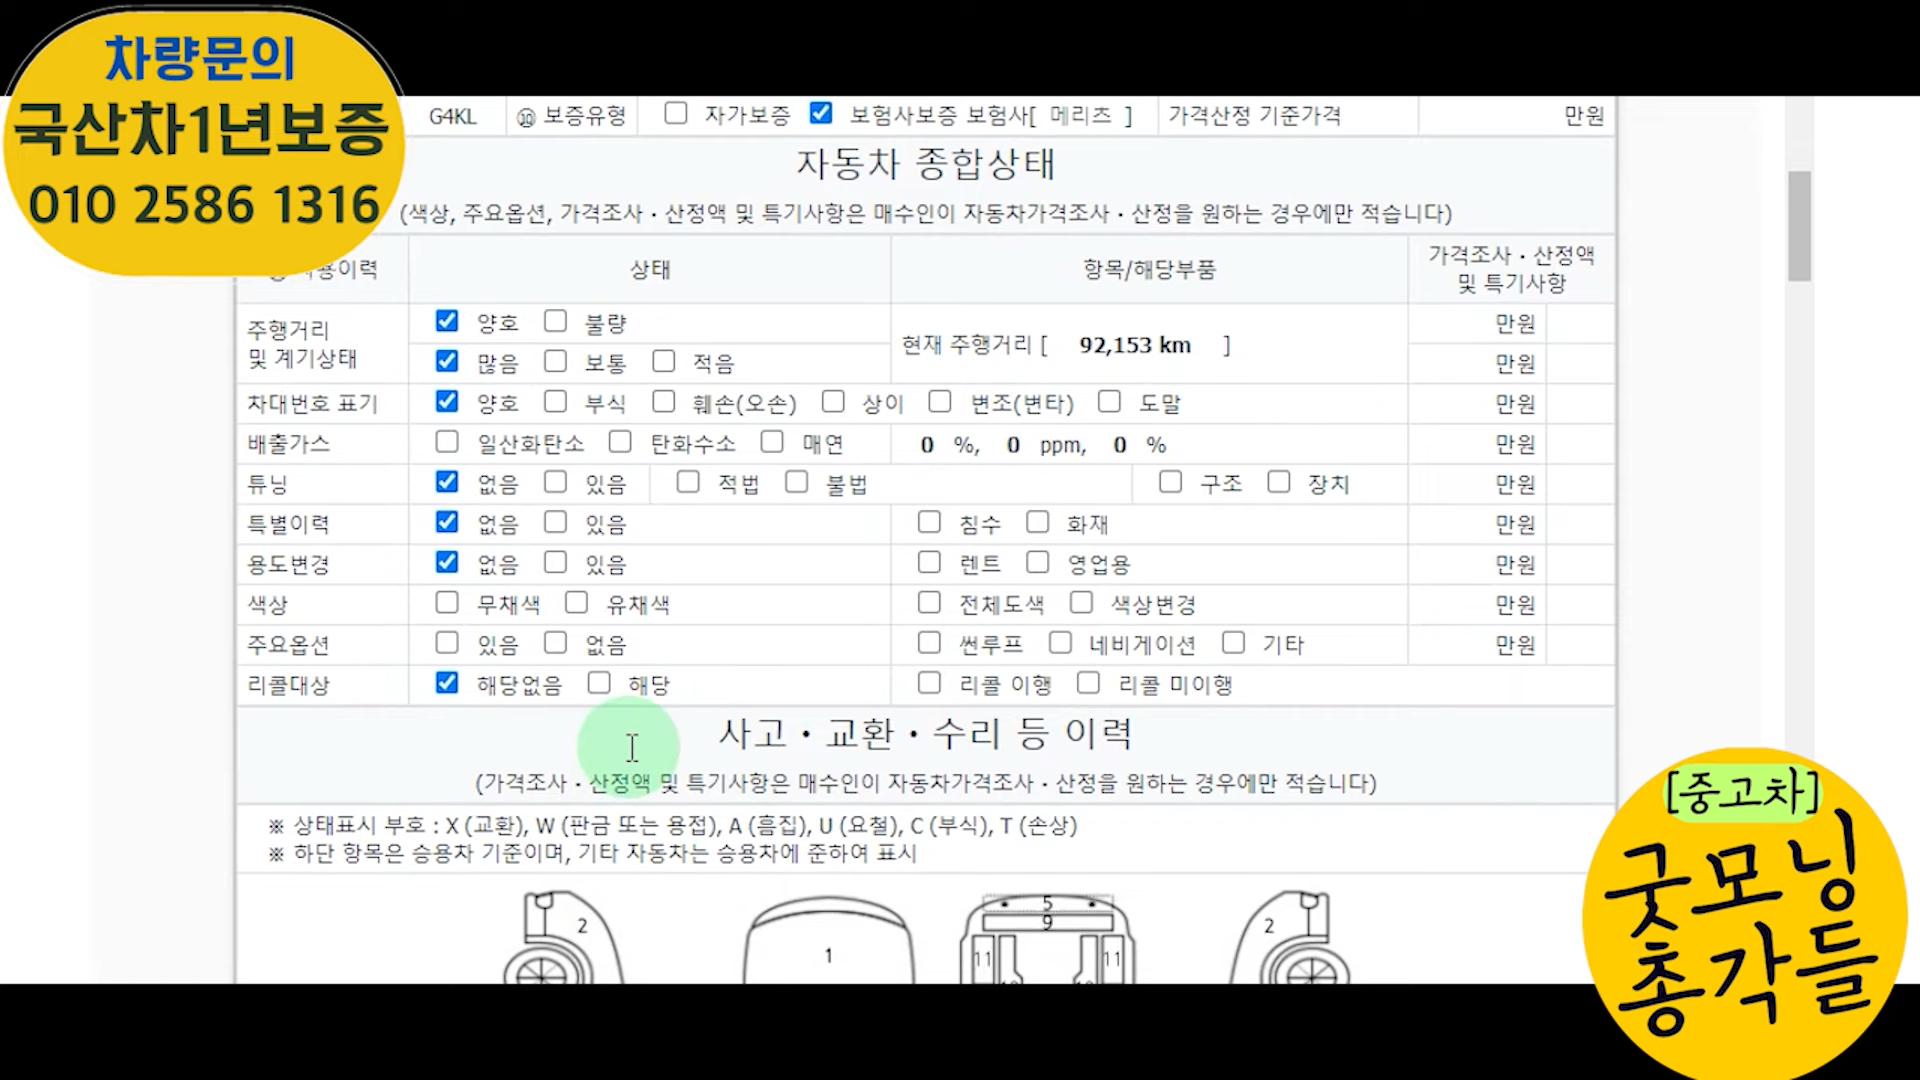 차량문의
국산차1년보증
010 2586 1316
G4KL ⑩ 보증유형 자가보증 보험사보증 보험사[ 메리츠 ] 가격산정 기준가격 만원
자동차 종합상태
(색상, 주요옵션, 가격조사・산정액 및 특기사항은 매수인이 자동차가격조사・산정을 원하는 경우에만 적습니다)
상태 항목/해당부품 가격조사・산정액
및 특기사항
주행거리
및 계기상태
양호 불량 만원
현재 주행거리 [ 92,153 km ]
많음 보통 적음 만원
차대번호 표기 양호 부식 훼손(오손) 상이 변조(변타) 도말 만원
배출가스 일산화탄소 탄화수소 매연 0 %, 0 ppm, 0 % 만원
튜닝 없음 있음 적법 불법 구조 장치 만원
특별이력 없음 있음 침수 화재 만원
용도변경 없음 있음 렌트 영업용 만원
색상 무채색 유채색 전체도색 색상변경 만원
주요옵션 있음 없음 썬루프 네비게이션 기타 만원
리콜대상 해당없음 해당 리콜 이행 리콜 미이행
사고・교환・수리 등 이력
(가격조사・산정액 및 특기사항은 매수인이 자동차가격조사・산정을 원하는 경우에만 적습니다)
※ 상태표시 부호 : X (교환), W (판금 또는 용접), A (흠집), U (요철), C (부식), T (손상)
※ 하단 항목은 승용차 기준이며, 기타 자동차는 승용차에 준하여 표시
2 1 5 9 11 11 2
[중고차]
굿모닝
총각들